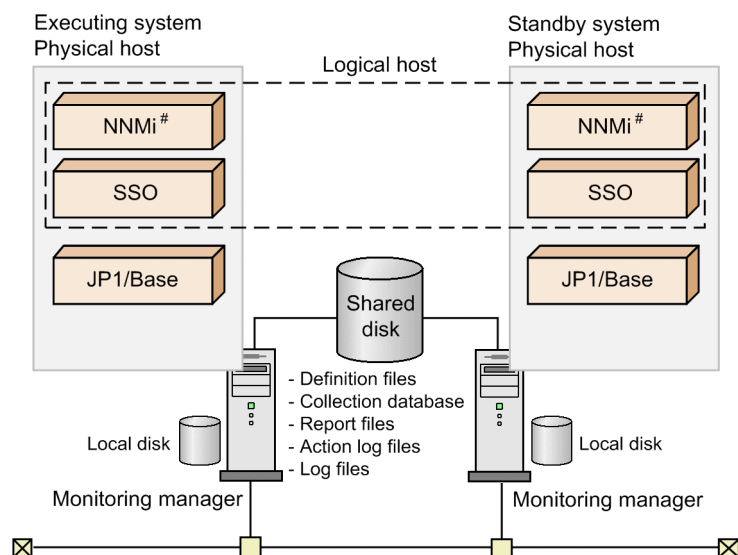 Executing system
Physical host
Standby system
Physical host
Logical host
NNMi #
NNMi #
SSO
SSO
JP1/Base
JP1/Base
Shared
disk
- Definition files
- Collection database
- Report files
- Action log files
- Log files
Local disk
Local disk
Monitoring manager
Monitoring manager